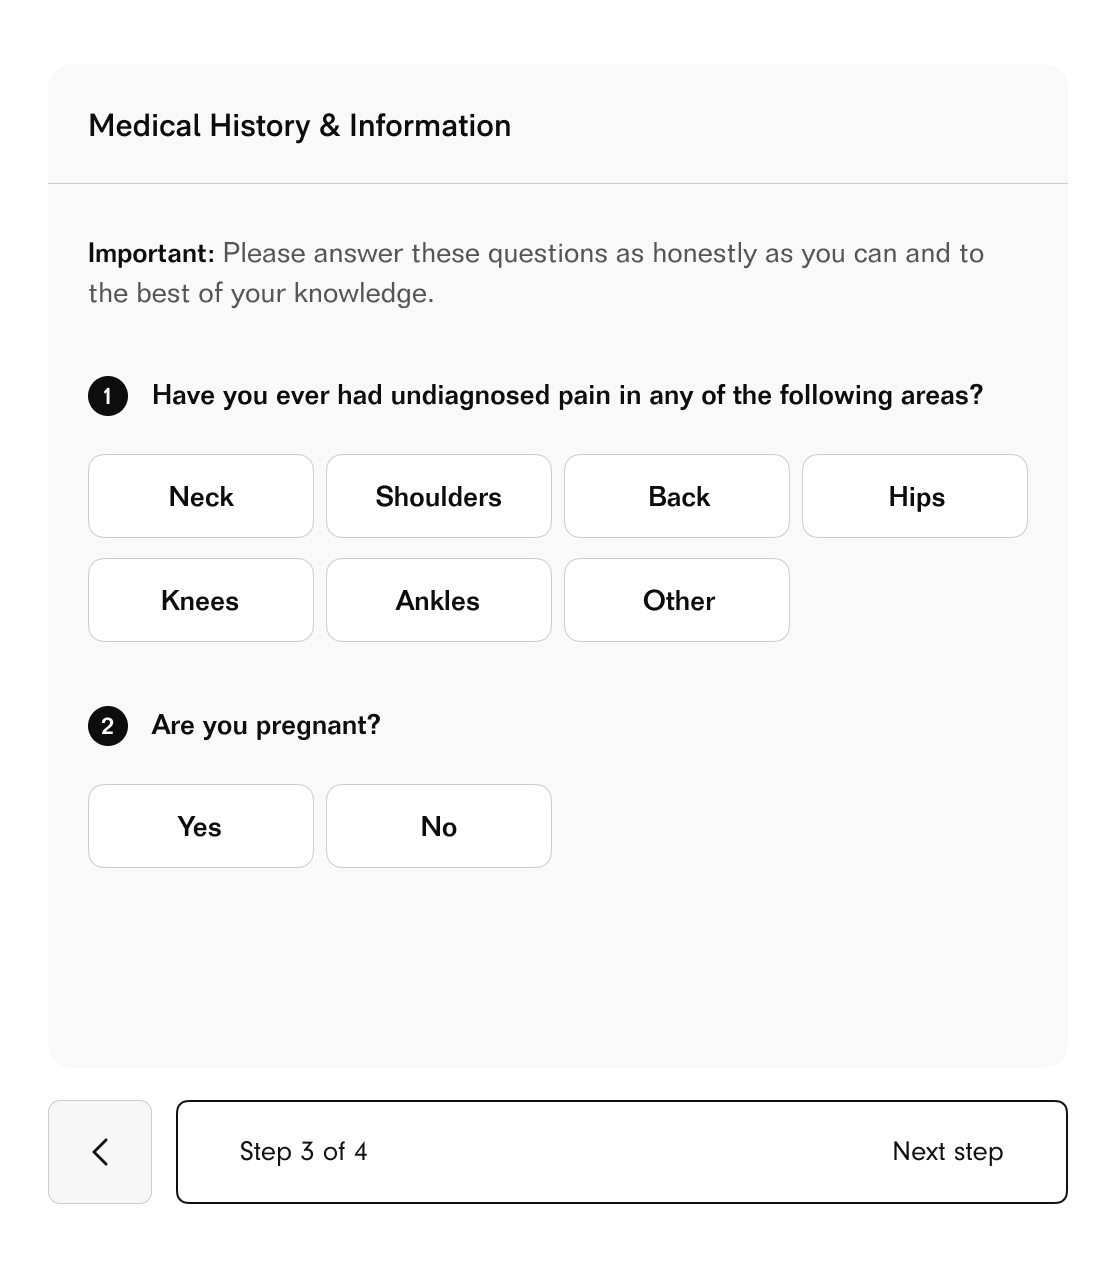 Medical History & Information
Important: Please answer these questions as honestly as you can and to
the best of your knowledge.
1 Have you ever had undiagnosed pain in any of the following areas?
Neck Shoulders Back Hips
Knees Ankles Other
2 Are you pregnant?
Yes No
Step 3 of 4 Next step